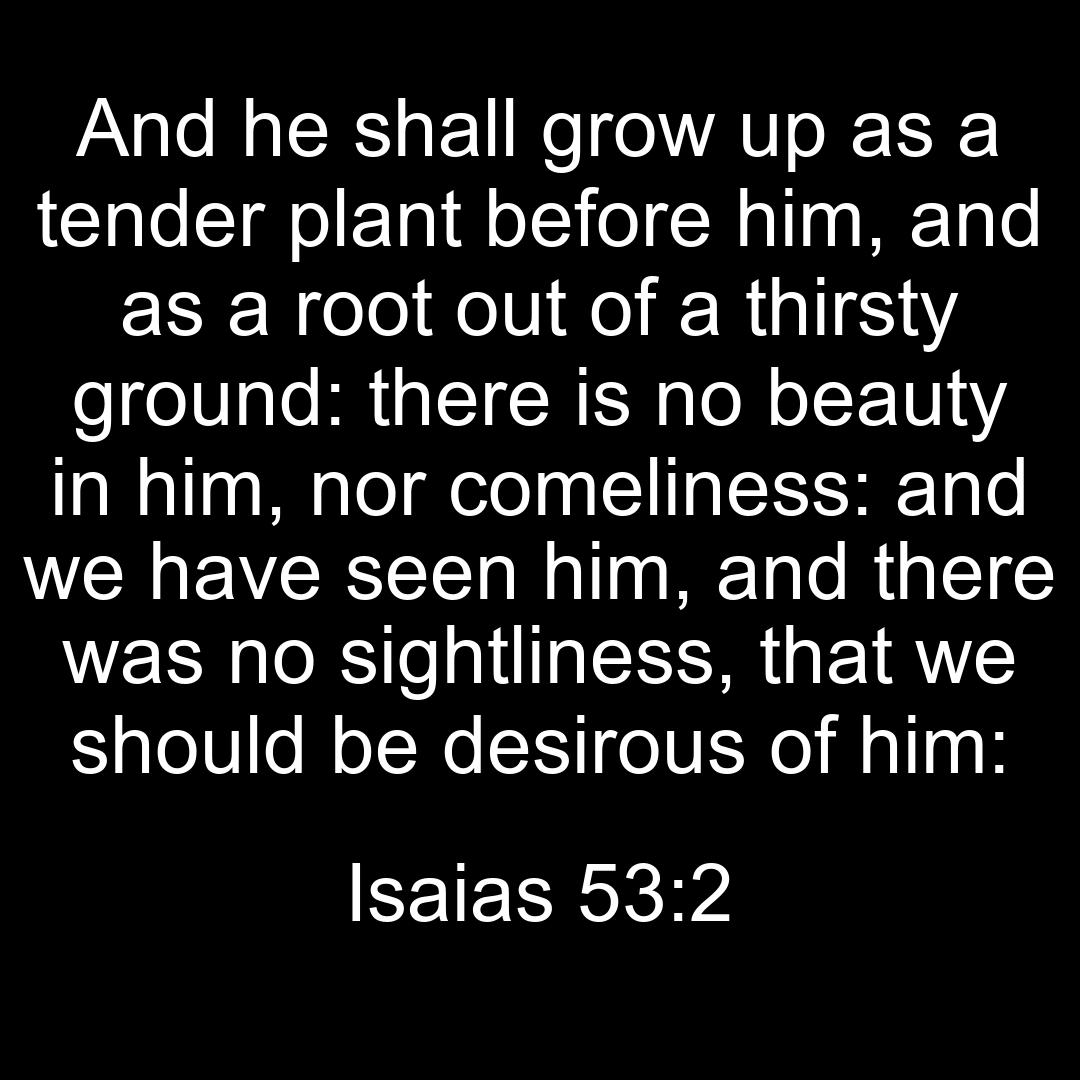 And he shall grow up as a
tender plant before him, and
as a root out of a thirsty
ground: there is no beauty
in him, nor comeliness: and
we have seen him, and there
was no sightliness, that we
should be desirous of him:
Isaias 53:2